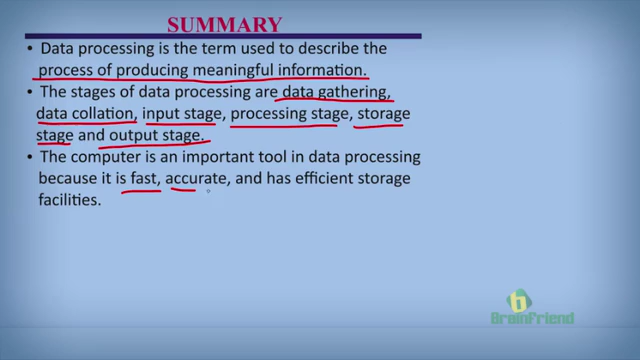 SUMMARY
• Data processing is the term used to describe the
process of producing meaningful information.
• The stages of data processing are data gathering,
data collation, input stage, processing stage, storage
stage and output stage.
• The computer is an important tool in data processing
because it is fast, accurate, and has efficient storage
facilities.
b
BrainFriend